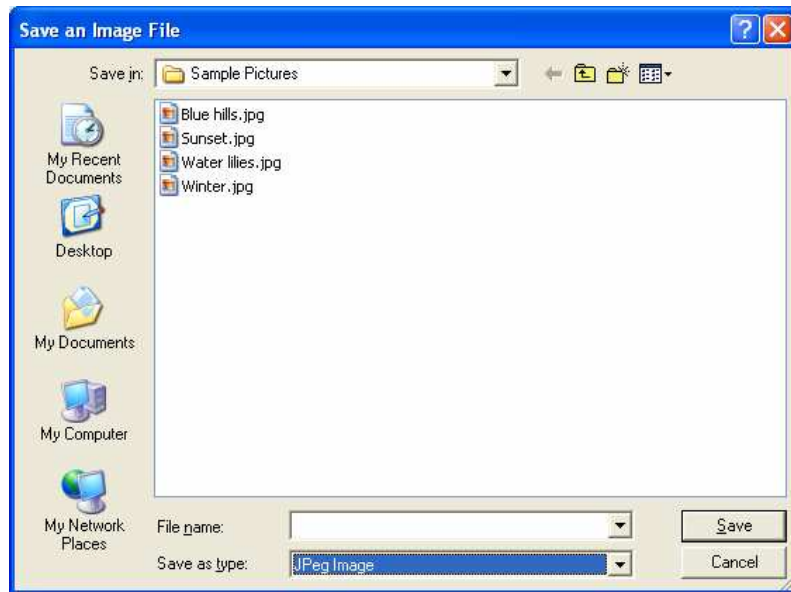 Save an Image File
Save in:
Sample Pictures
My Recent
Documents
Desktop
My Documents
My Computer
My Network
Places
Blue hills.jpg
Sunset.jpg
Water lilies.jpg
Winter.jpg
File name:
Save
Save as type:
JPeg Image
Cancel